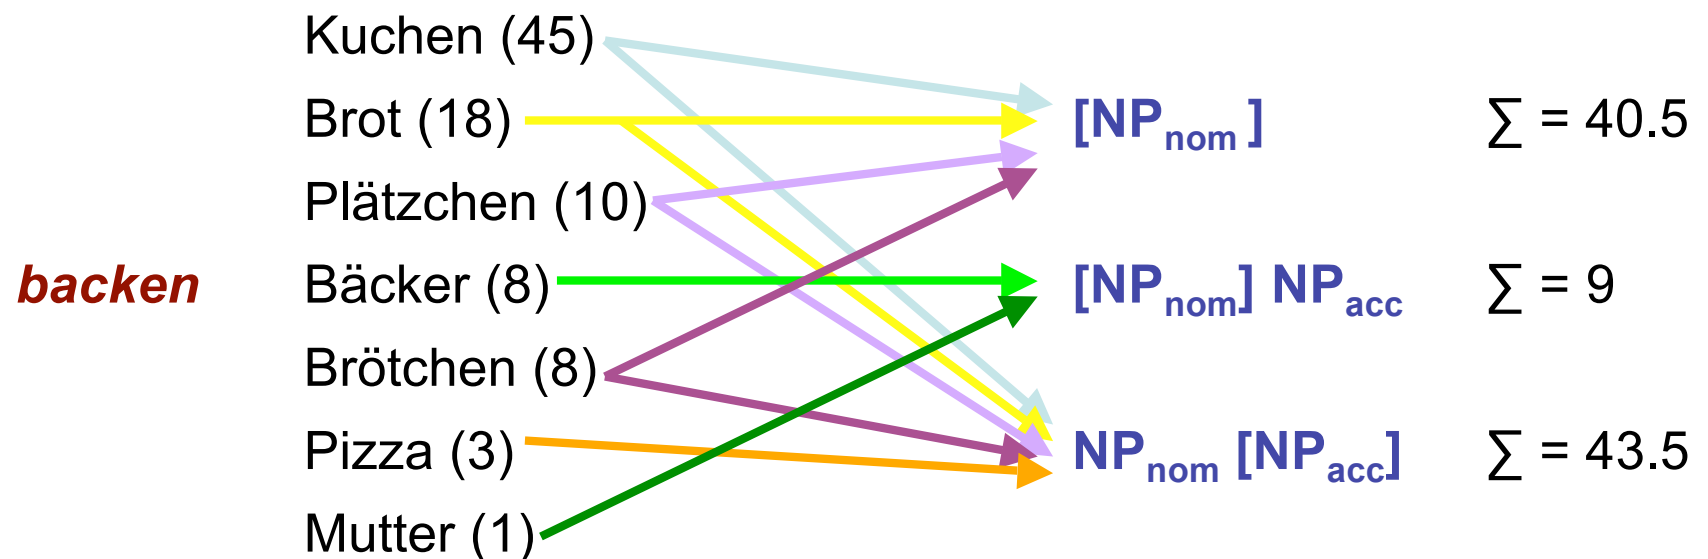 Kuchen (45)
Brot (18) [NPnom ] ∑ = 40.5
Plätzchen (10)
backen Bäcker (8) [NPnom] NPacc ∑ = 9
Brötchen (8)
Pizza (3) NPnom [NPacc] ∑ = 43.5
Mutter (1)